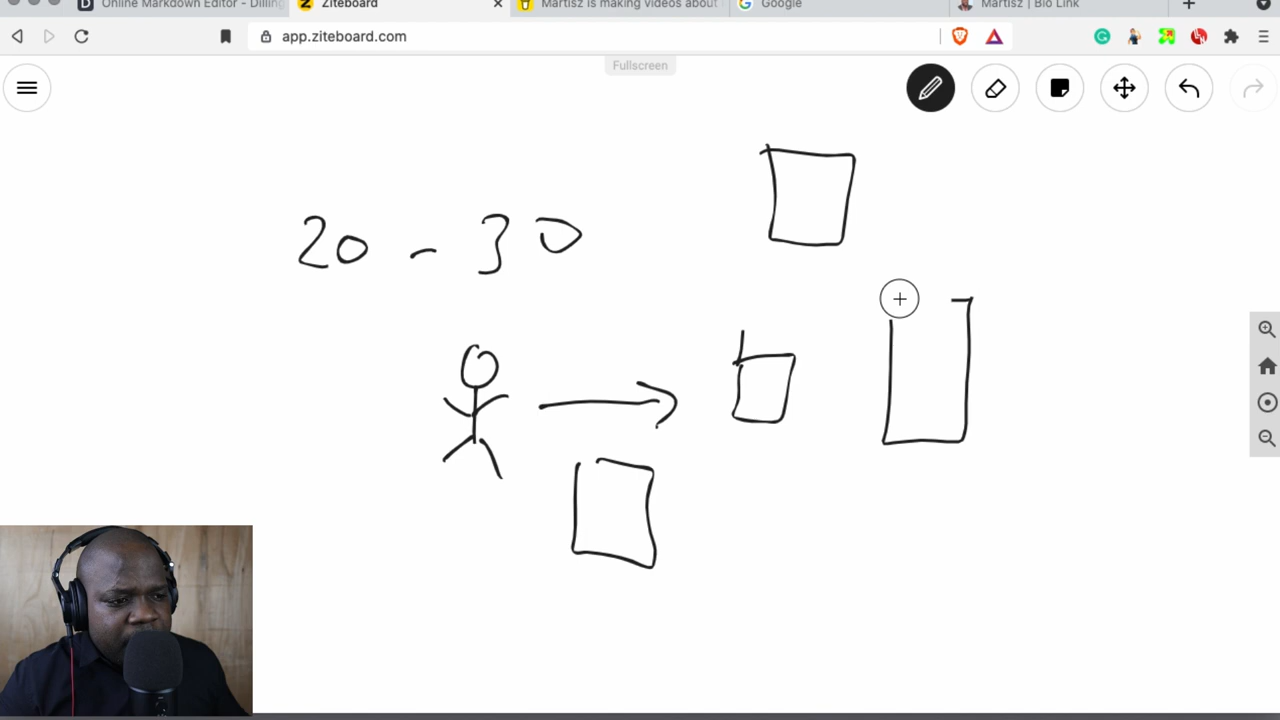 Online Markdown Editor - Dilling
Ziteboard
Martisz is making videos about
Google
Martisz | Bio Link
app.ziteboard.com
Fullscreen
20 - 30